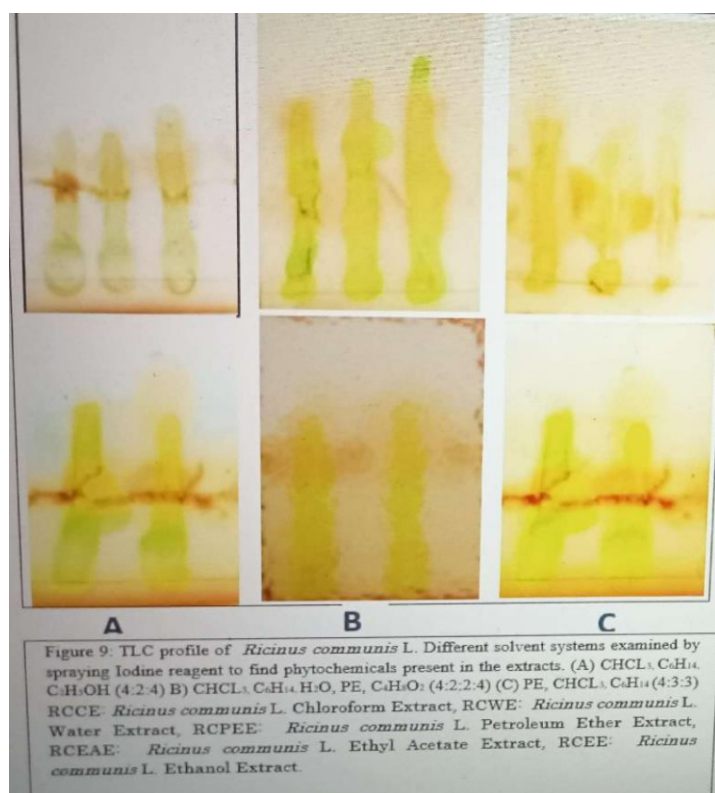 A B C
Figure 9: TLC profile of Ricinus communis L. Different solvent systems examined by
spraying Iodine reagent to find phytochemicals present in the extracts. (A) CHCL₃, C₆H₁₄,
C₂H₅OH (4:2:4) B) CHCL₃, C₆H₁₄, H₂O, PE, C₄H₈O₂ (4:2:2:4) (C) PE, CHCL₃, C₆H₁₄ (4:3:3)
RCCE: Ricinus communis L. Chloroform Extract, RCWE: Ricinus communis L.
Water Extract, RCPEE: Ricinus communis L. Petroleum Ether Extract,
RCEAE: Ricinus communis L. Ethyl Acetate Extract, RCEE: Ricinus
communis L. Ethanol Extract.